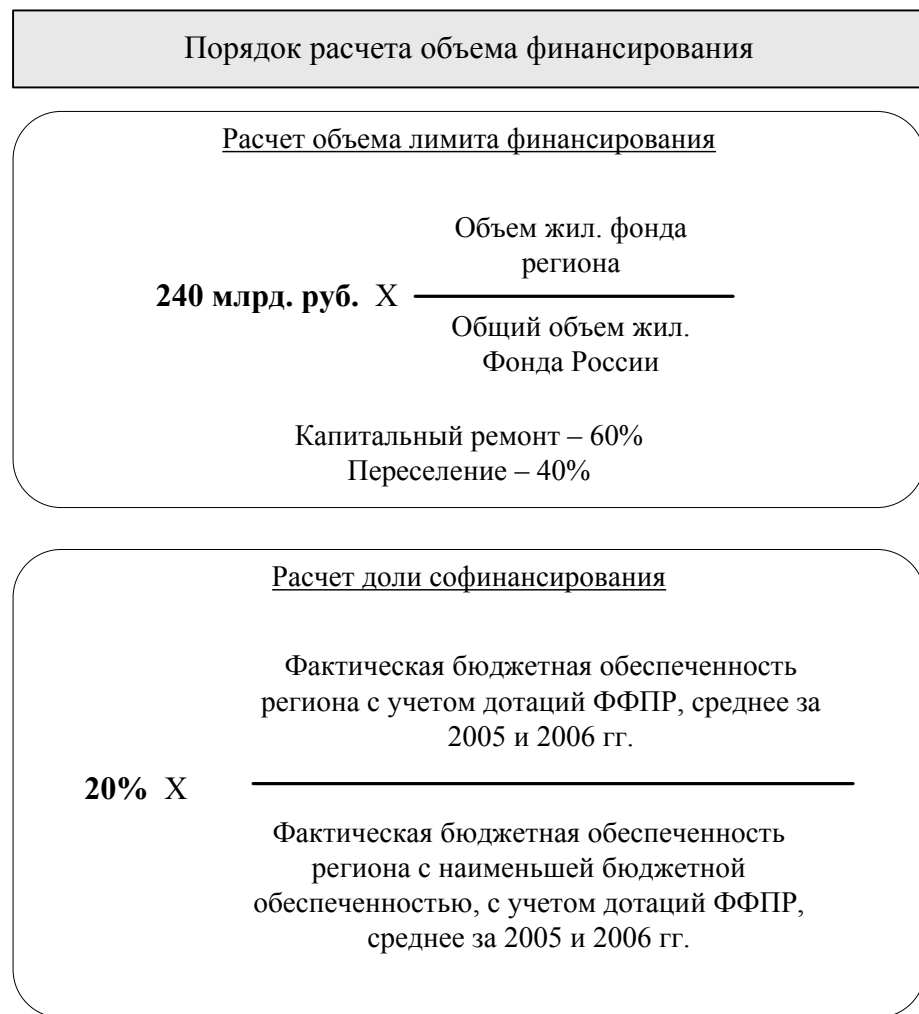 Порядок расчета объема финансирования
Расчет объема лимита финансирования
Объем жил. фонда
региона
240 млрд. руб. X
Общий объем жил.
Фонда России
Капитальный ремонт – 60%
Переселение – 40%
Расчет доли софинансирования
Фактическая бюджетная обеспеченность
региона с учетом дотаций ФФПР, среднее за
2005 и 2006 гг.
20% X
Фактическая бюджетная обеспеченность
региона с наименьшей бюджетной
обеспеченностью, с учетом дотаций ФФПР,
среднее за 2005 и 2006 гг.